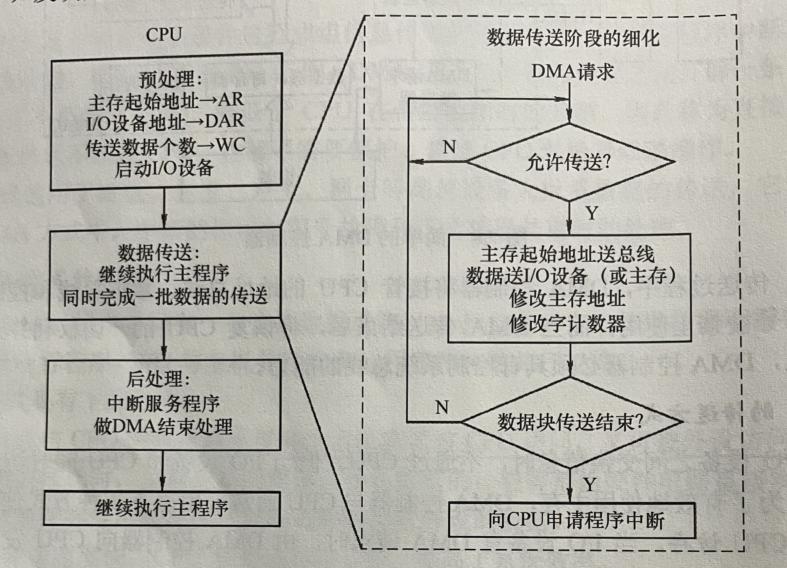 CPU
预处理:
主存起始地址→AR
I/O设备地址→DAR
传送数据个数→WC
启动I/O设备
数据传送:
继续执行主程序
同时完成一批数据的传送
后处理:
中断服务程序
做DMA结束处理
继续执行主程序
数据传送阶段的细化
DMA请求
允许传送?
N
Y
主存起始地址送总线
数据送I/O设备（或主存）
修改主存地址
修改字计数器
数据块传送结束?
N
Y
向CPU申请程序中断